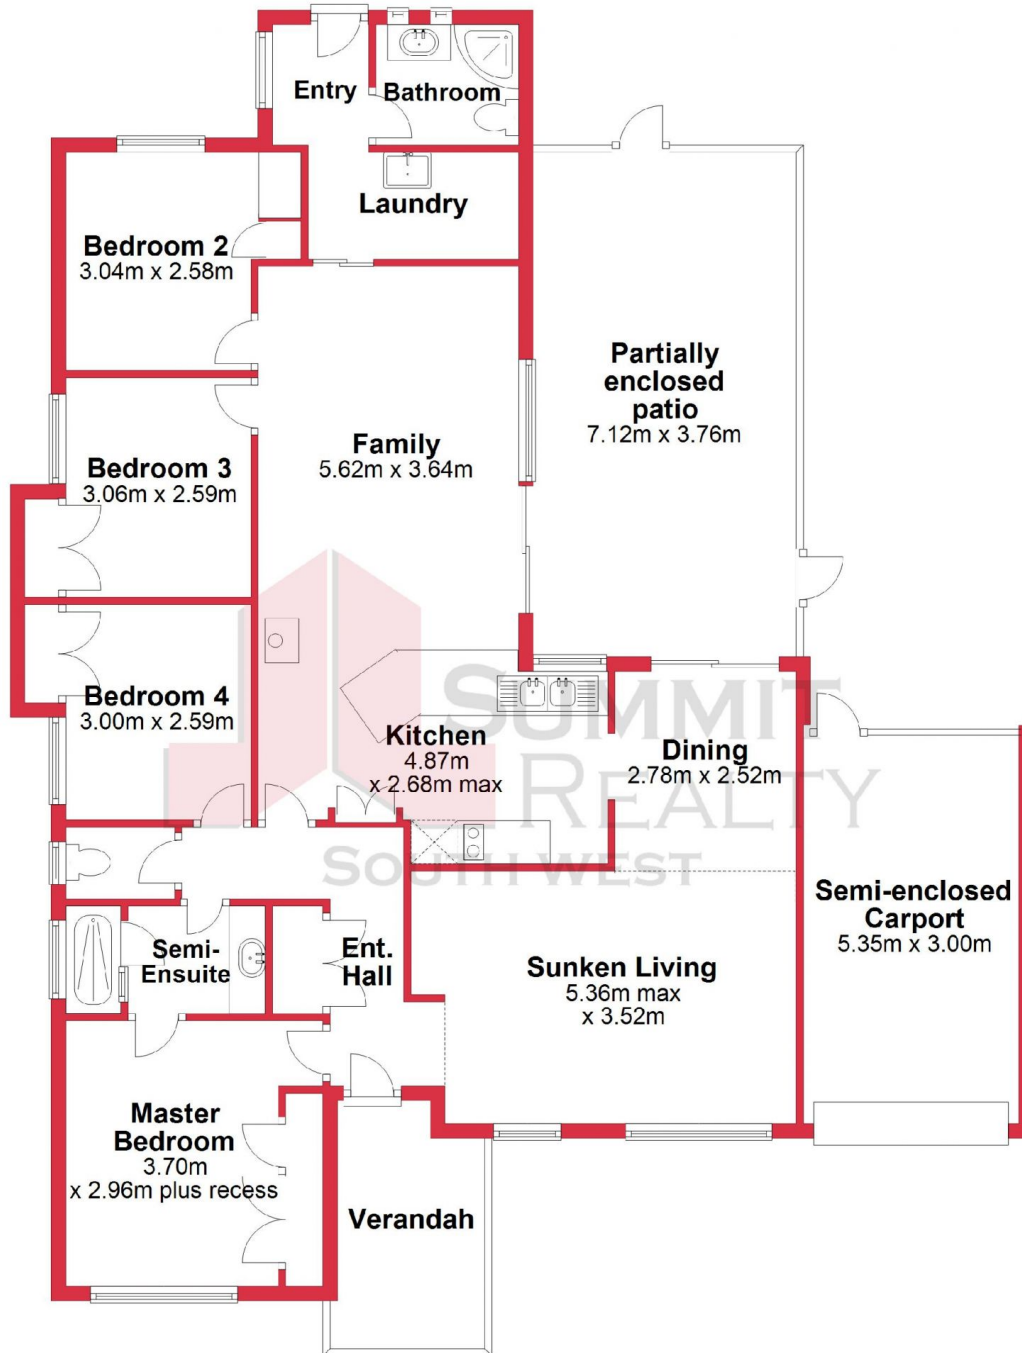 Entry
Bathroom
Laundry
Bedroom 2
3.04m x 2.58m
Partially
enclosed
patio
7.12m x 3.76m
Family
5.62m x 3.64m
Bedroom 3
3.06m x 2.59m
Bedroom 4
3.00m x 2.59m
Kitchen
4.87m
x 2.68m max
Dining
2.78m x 2.52m
SUMMIT
REALTY
SOUTH WEST
Semi-enclosed
Carport
5.35m x 3.00m
Semi-
Ensuite
Ent.
Hall
Sunken Living
5.36m max
x 3.52m
Master
Bedroom
3.70m
x 2.96m plus recess
Verandah